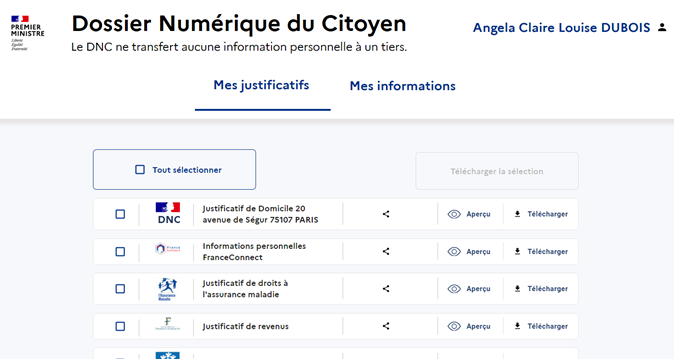 PREMIER
MINISTRE
Liberté
Égalité
Fraternité
Dossier Numérique du Citoyen
Le DNC ne transfert aucune information personnelle à un tiers.
Angela Claire Louise DUBOIS
Mes justificatifs
Mes informations
Tout sélectionner
Télécharger la sélection
DNC
Justificatif de Domicile 20
avenue de Ségur 75107 PARIS
Aperçu
Télécharger
Informations personnelles
FranceConnect
Aperçu
Télécharger
l'Assurance
Maladie
Justificatif de droits à
l'assurance maladie
Aperçu
Télécharger
Justificatif de revenus
Aperçu
Télécharger